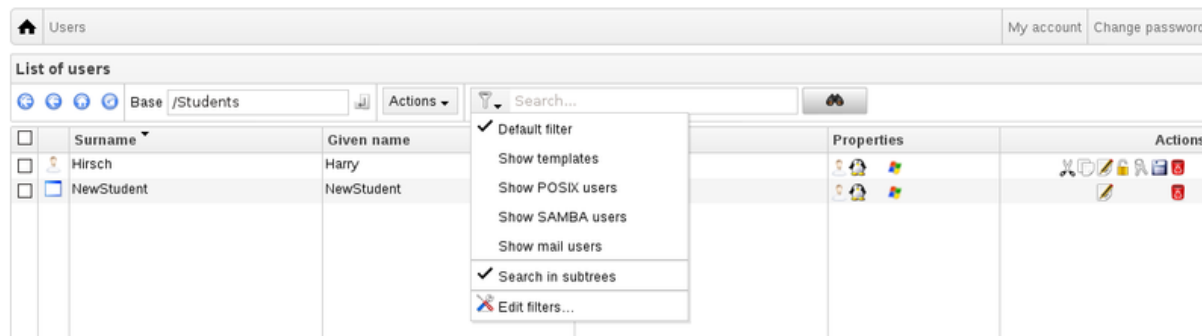 Users My account Change password
List of users
Base /Students Actions Search...
Surname Given name Properties Actions
Default filter
Show templates
Hirsch Harry
Show POSIX users
NewStudent NewStudent
Show SAMBA users
Show mail users
Search in subtrees
Edit filters...